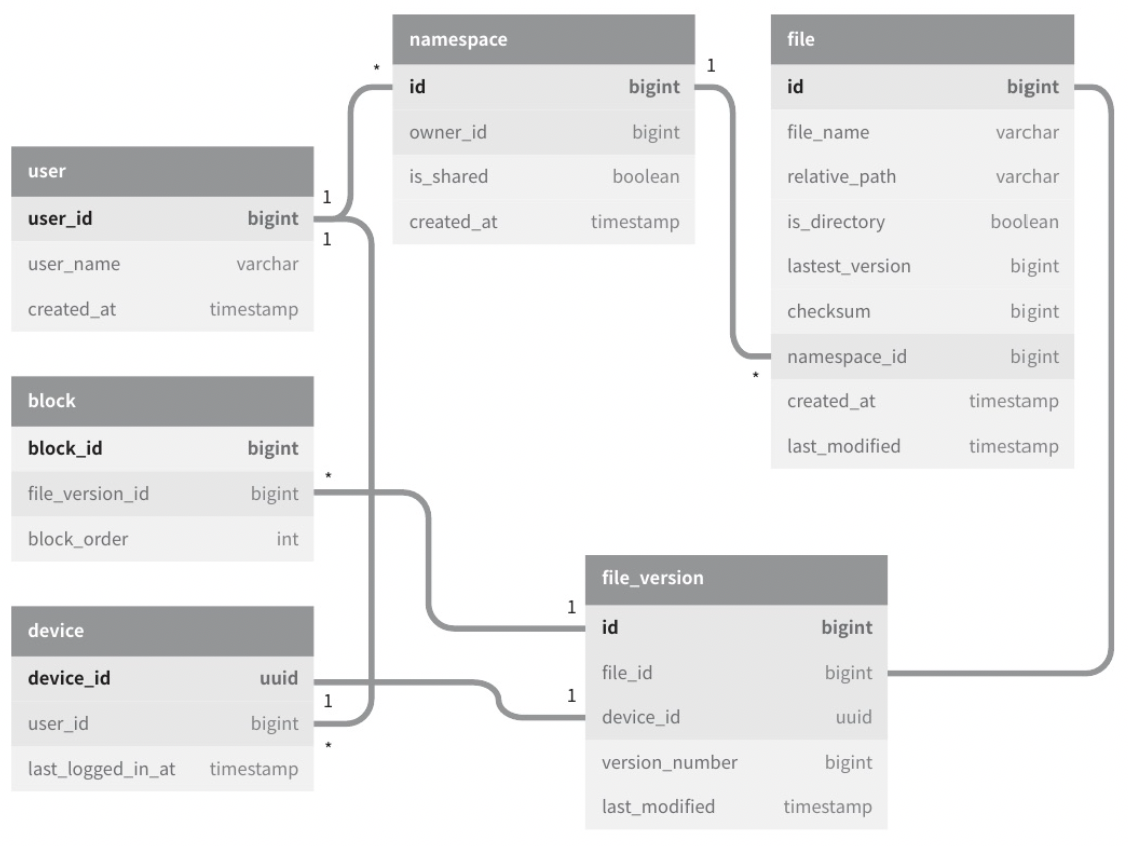 namespace
* id bigint 1
owner_id bigint
is_shared boolean
created_at timestamp
file
id bigint
file_name varchar
relative_path varchar
is_directory boolean
lastest_version bigint
checksum bigint
* namespace_id bigint
created_at timestamp
last_modified timestamp
user
user_id bigint 1
1
user_name varchar
created_at timestamp
block
block_id bigint
file_version_id bigint *
block_order int
device
device_id uuid 1
user_id bigint *
last_logged_in_at timestamp
file_version
1 id bigint
file_id bigint
1 device_id uuid
version_number bigint
last_modified timestamp